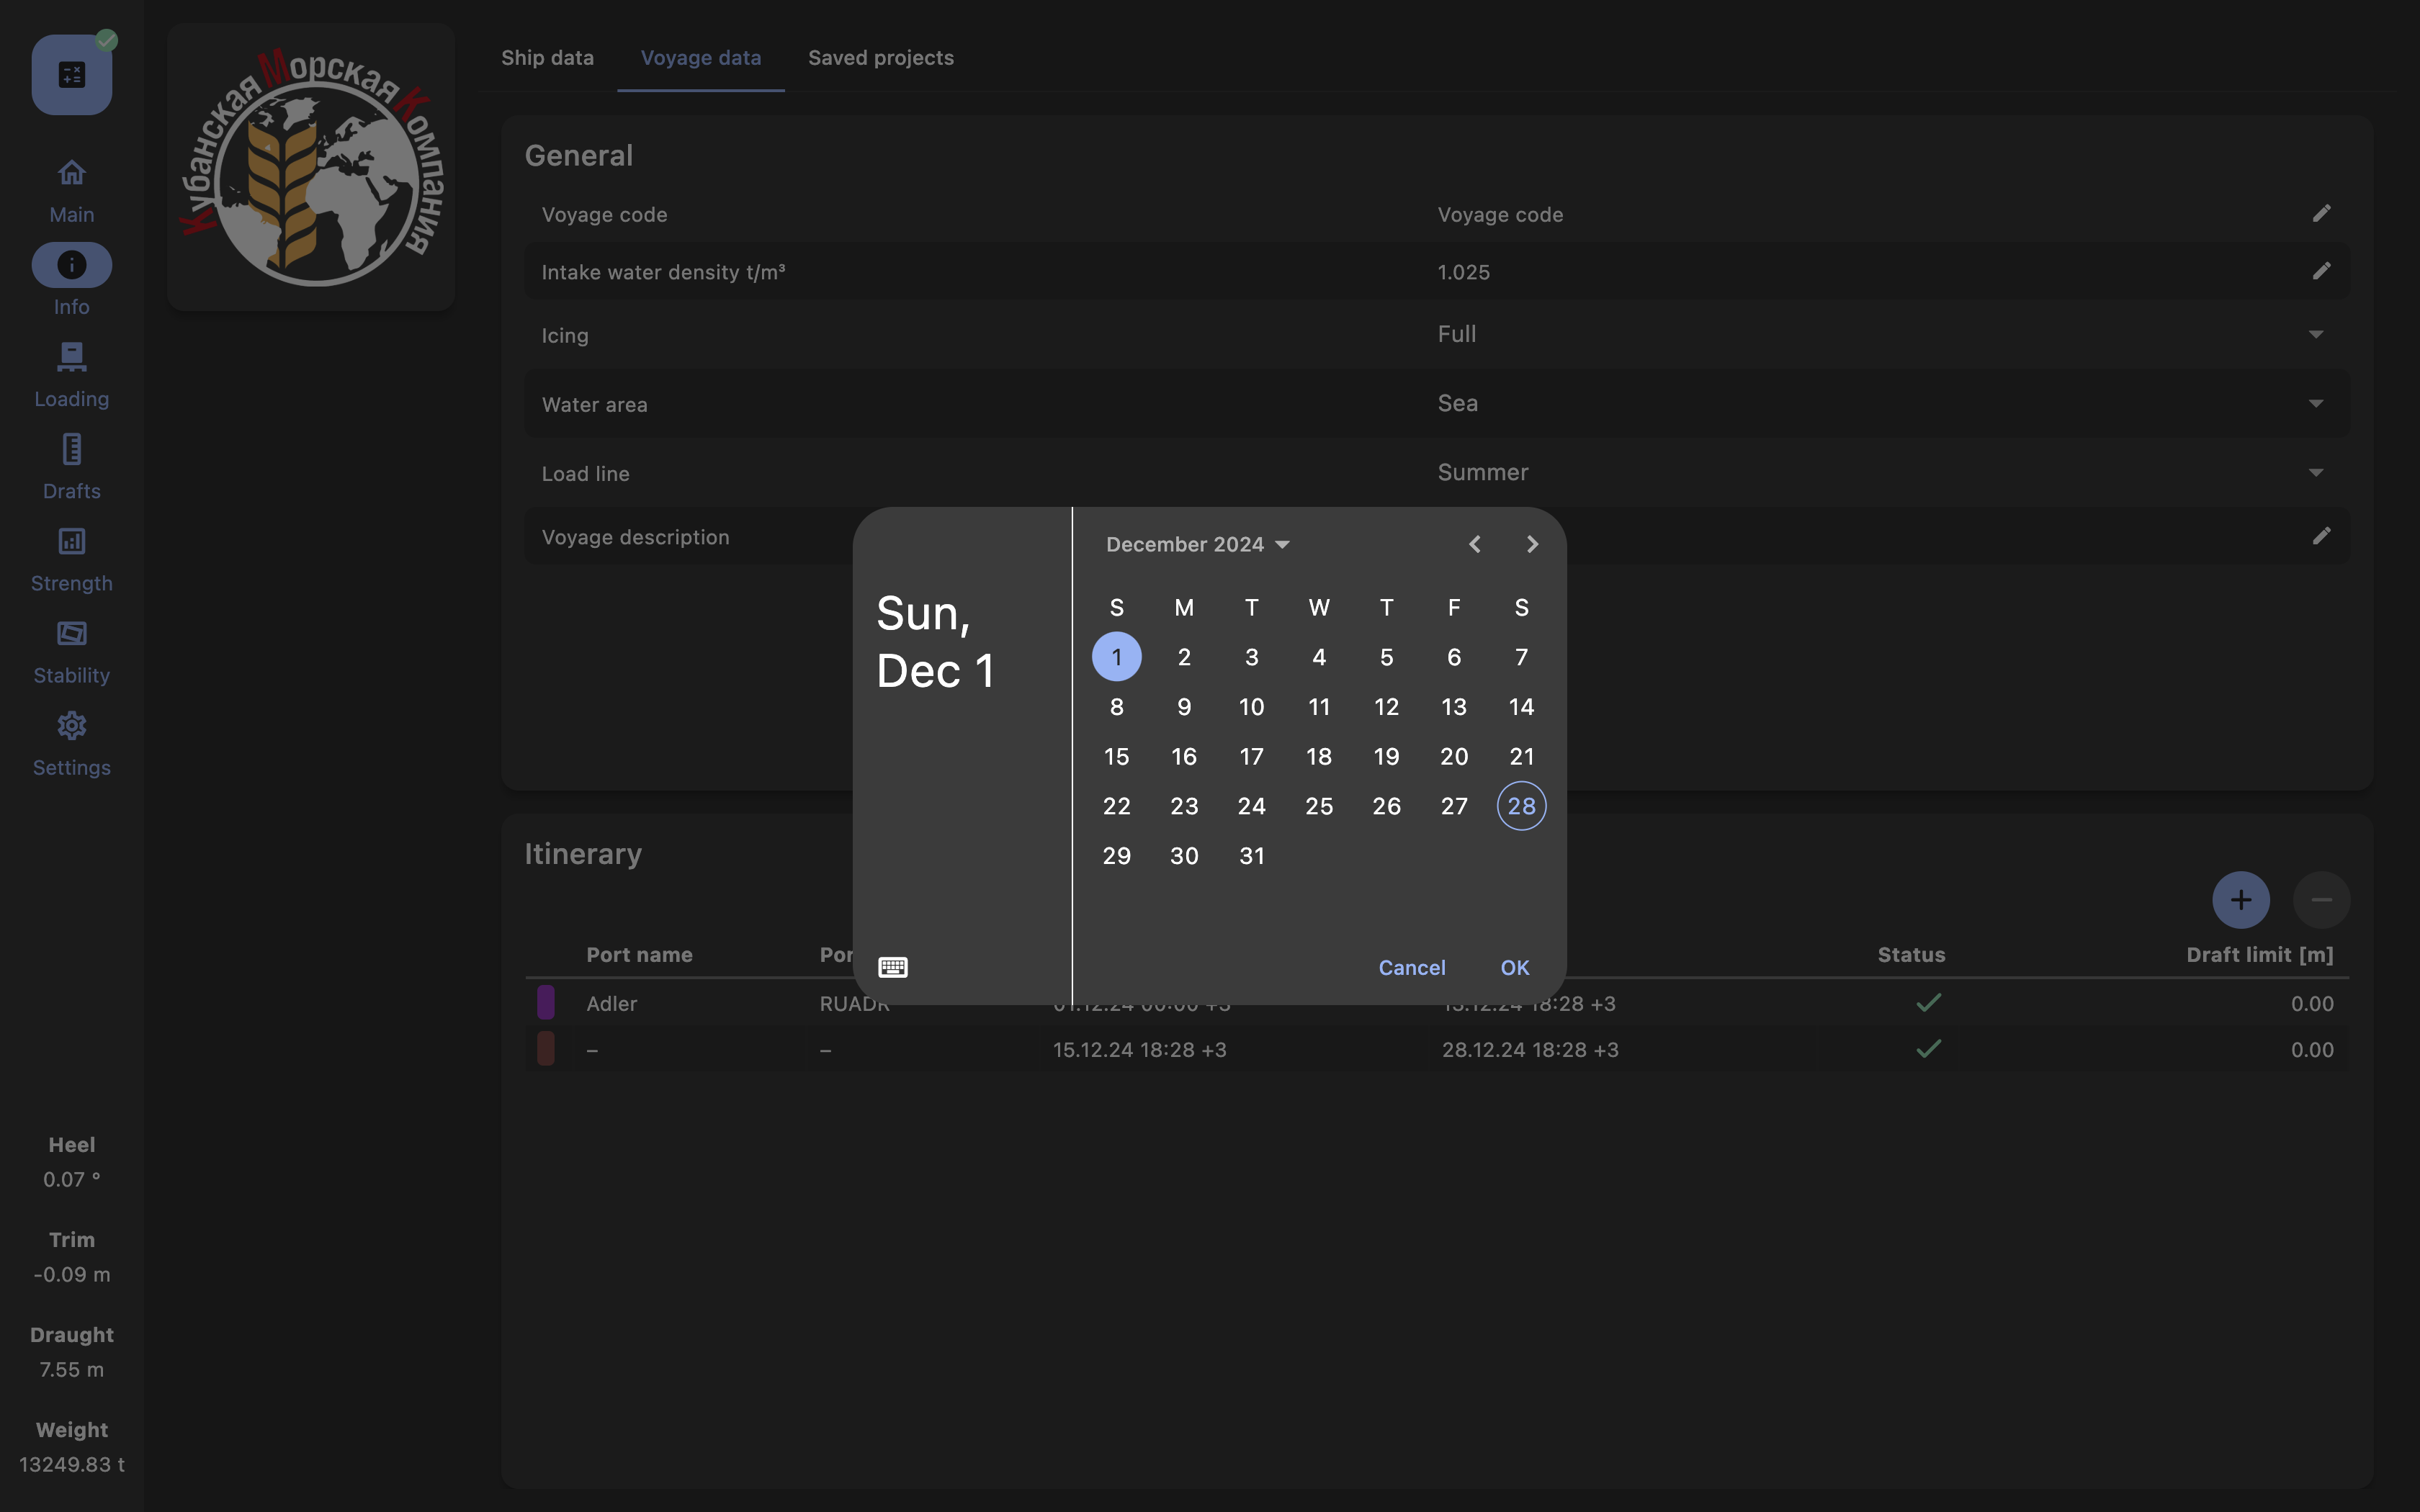 Main
Info
Loading
Drafts
Strength
Stability
Settings
Heel
0.07 °
Trim
-0.09 m
Draught
7.55 m
Weight
13249.83 t
Кубанская Морская Компания
Ship data Voyage data Saved projects
General
Voyage code Voyage code
Intake water density t/m³ 1.025
Icing Full
Water area Sea
Load line Summer
Voyage description
December 2024
Sun,
Dec 1
S M T W T F S
1 2 3 4 5 6 7
8 9 10 11 12 13 14
15 16 17 18 19 20 21
22 23 24 25 26 27 28
29 30 31
Cancel OK
Itinerary
Port name Status Draft limit [m]
Adler RUADR 01.12.24 00:00 +3 18:28 +3 0.00
– – 15.12.24 18:28 +3 28.12.24 18:28 +3 0.00